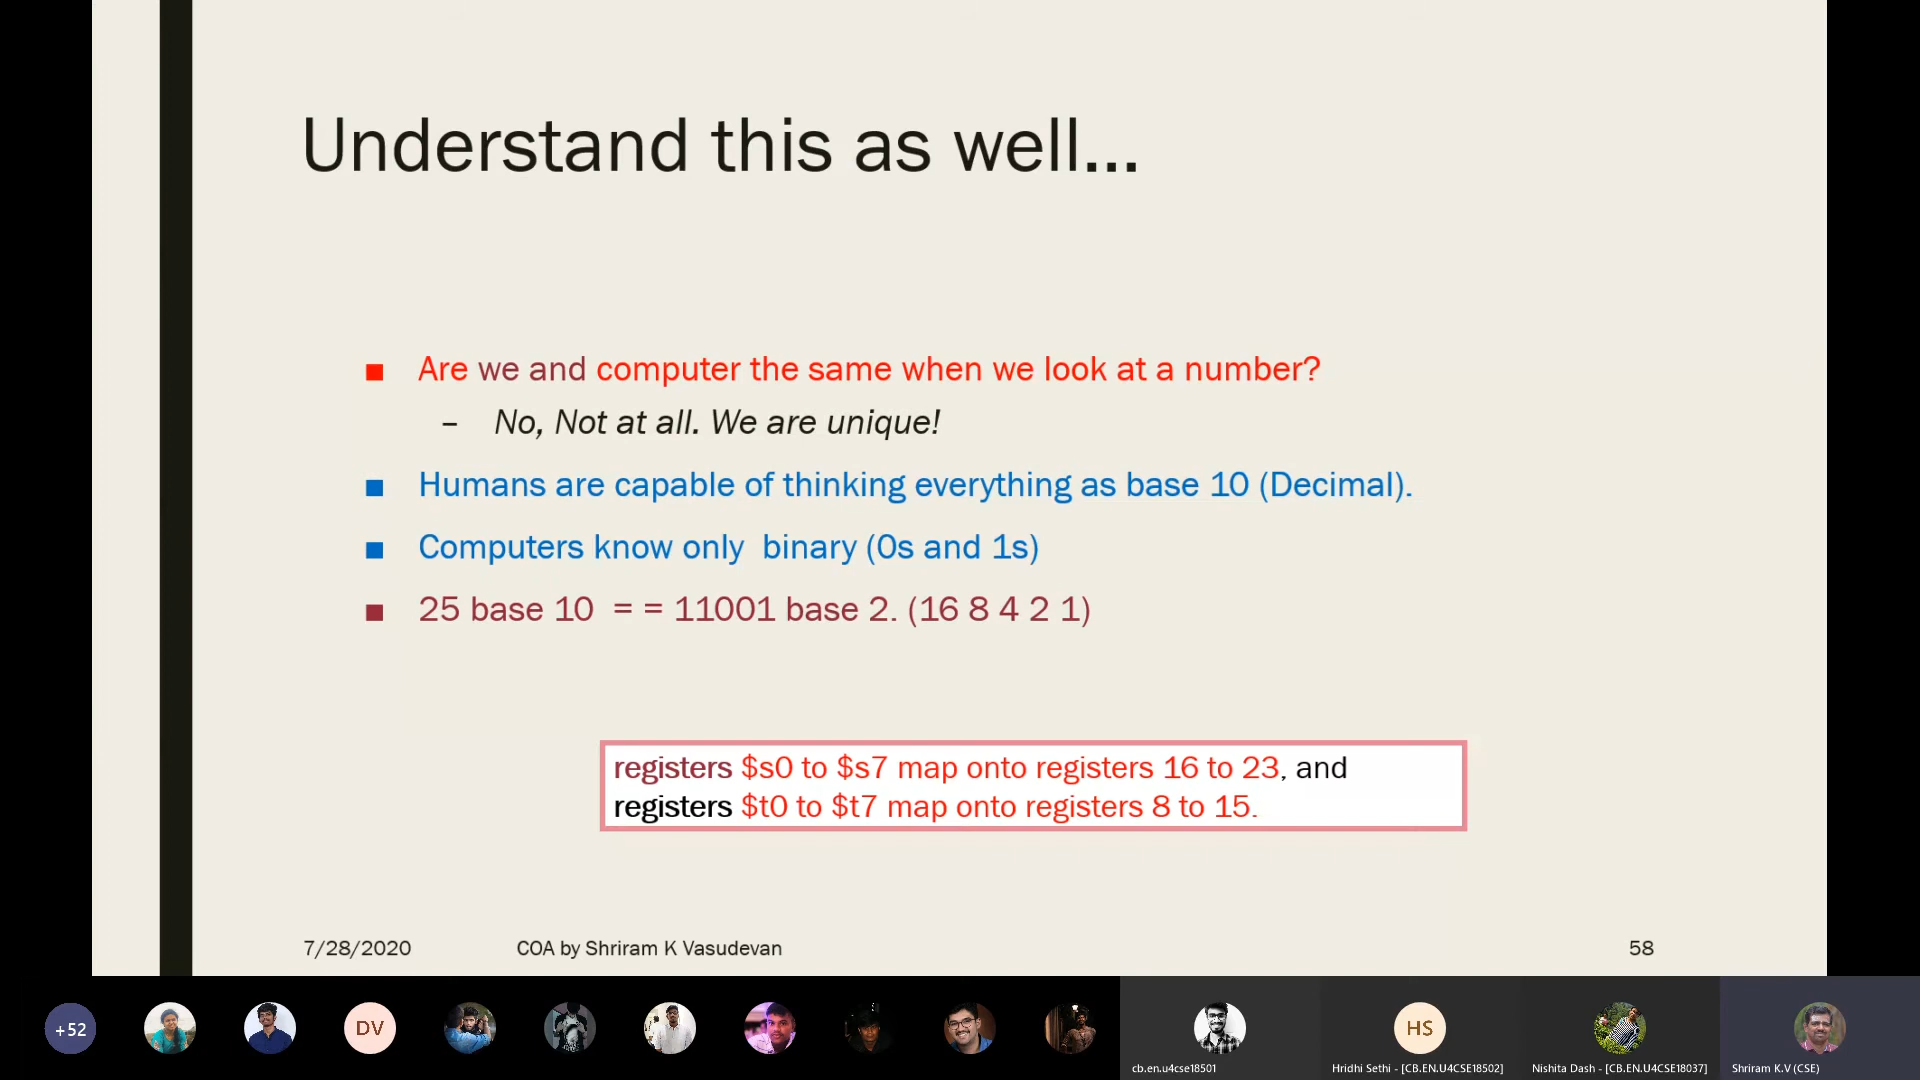 Understand this as well...
■ Are we and computer the same when we look at a number?
– No, Not at all. We are unique!
■ Humans are capable of thinking everything as base 10 (Decimal).
■ Computers know only binary (0s and 1s)
■ 25 base 10 = = 11001 base 2. (16 8 4 2 1)
registers $s0 to $s7 map onto registers 16 to 23, and
registers $t0 to $t7 map onto registers 8 to 15.
7/28/2020 COA by Shriram K Vasudevan 58
+52 DV HS
cb.en.u4cse18501 Hridhi Sethi - [CB.EN.U4CSE18502] Nishita Dash - [CB.EN.U4CSE18037] Shriram K.V (CSE)